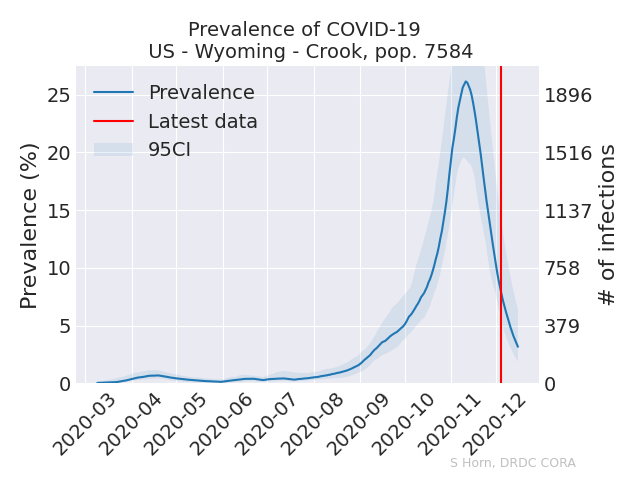 Prevalence of COVID-19
US - Wyoming - Crook, pop. 7584
Prevalence
Latest data
95CI
Prevalence (%)
25
20
15
10
5
0
1896
1516
1137
758
379
0
# of infections
2020-03
2020-04
2020-05
2020-06
2020-07
2020-08
2020-09
2020-10
2020-11
2020-12
S Horn, DRDC CORA